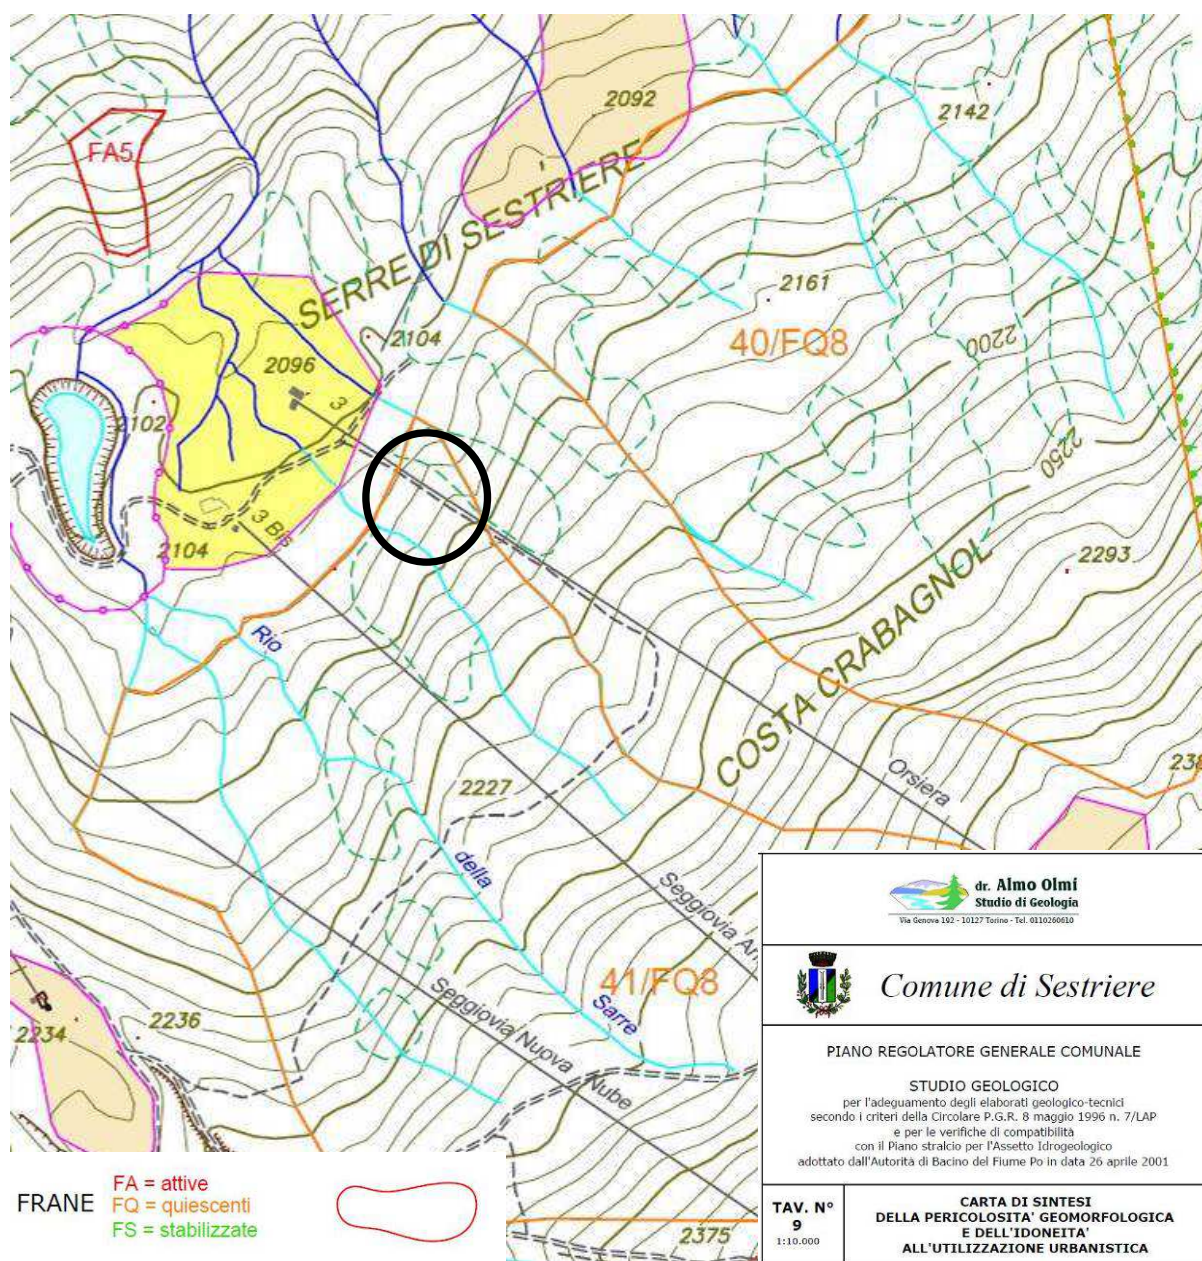 2092
2142
FA5
SERRE DI SESTRIERE
2161
2104
40/FQ8
2200
2096
3
2102
2250
3 Bis
2104
2293
COSTA CRABAGNOL
Rio
Orsiera
2227
della
Seggiovia
41/FQ8
Sarre
Seggiovia Nuova Nube
2234
2236
2375
FRANE
FA = attive
FQ = quiescenti
FS = stabilizzate
dr. Almo Olmi
Studio di Geologia
Via Genova 192 - 10127 Torino - Tel. 0110260610
Comune di Sestriere
PIANO REGOLATORE GENERALE COMUNALE
STUDIO GEOLOGICO
per l'adeguamento degli elaborati geologico-tecnici
secondo i criteri della Circolare P.G.R. 8 maggio 1996 n. 7/LAP
e per le verifiche di compatibilità
con il Piano stralcio per l'Assetto Idrogeologico
adottato dall'Autorità di Bacino del Fiume Po in data 26 aprile 2001
TAV. N°
9
1:10.000
CARTA DI SINTESI
DELLA PERICOLOSITA' GEOMORFOLOGICA
E DELL'IDONEITA'
ALL'UTILIZZAZIONE URBANISTICA